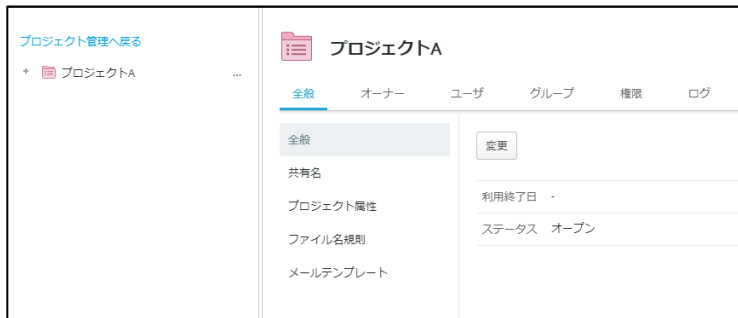 プロジェクト管理へ戻る
+ プロジェクトA ...
プロジェクトA
全般 オーナー ユーザ グループ 権限 ログ
全般
共有名
プロジェクト属性
ファイル名規則
メールテンプレート
変更
利用終了日 -
ステータス オープン